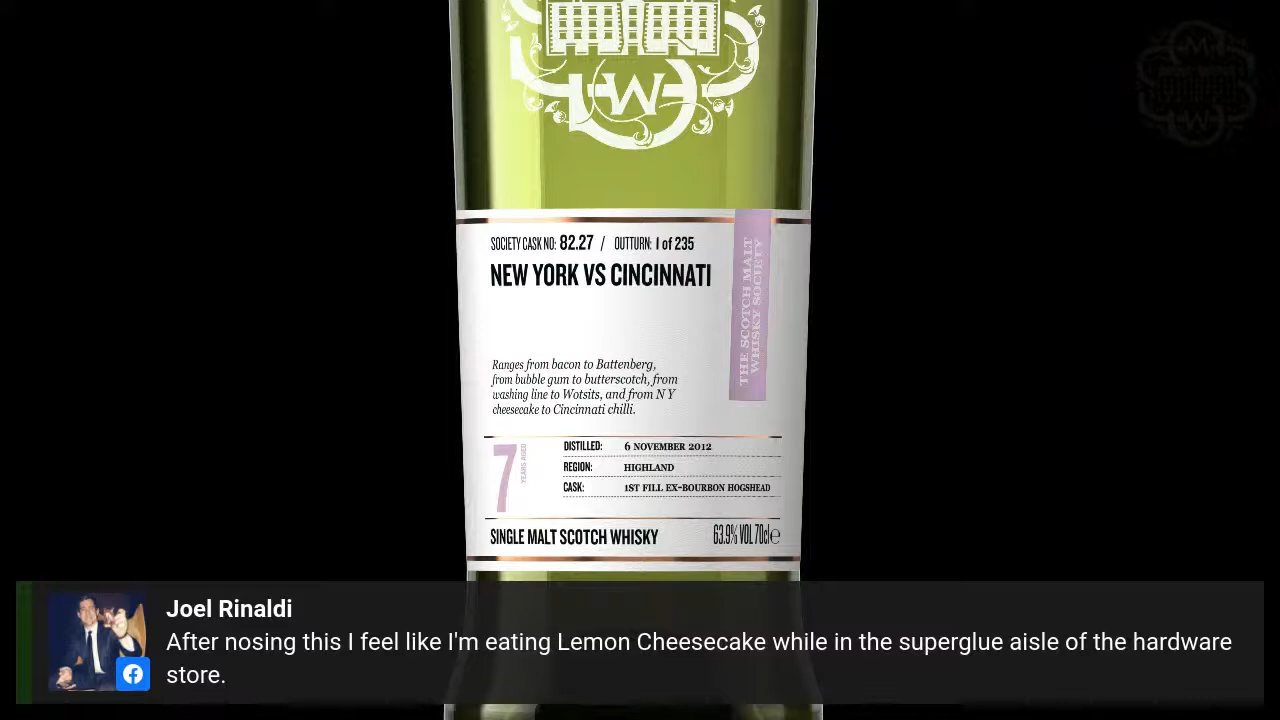 W
SOCIETY CASK NO: 82.27 / OUTTURN: 1 of 235
NEW YORK VS CINCINNATI
THE SCOTCH MALT
WHISKY SOCIETY
Ranges from bacon to Battenberg,
from bubble gum to butterscotch, from
washing line to Wotsits, and from N Y
cheesecake to Cincinnati chilli.
7
YEARS AGED
DISTILLED: 6 NOVEMBER 2012
REGION: HIGHLAND
CASK: 1ST FILL EX-BOURBON HOGSHEAD
SINGLE MALT SCOTCH WHISKY 63.9% VOL 70cl℮
Joel Rinaldi
After nosing this I feel like I'm eating Lemon Cheesecake while in the superglue aisle of the hardware
store.